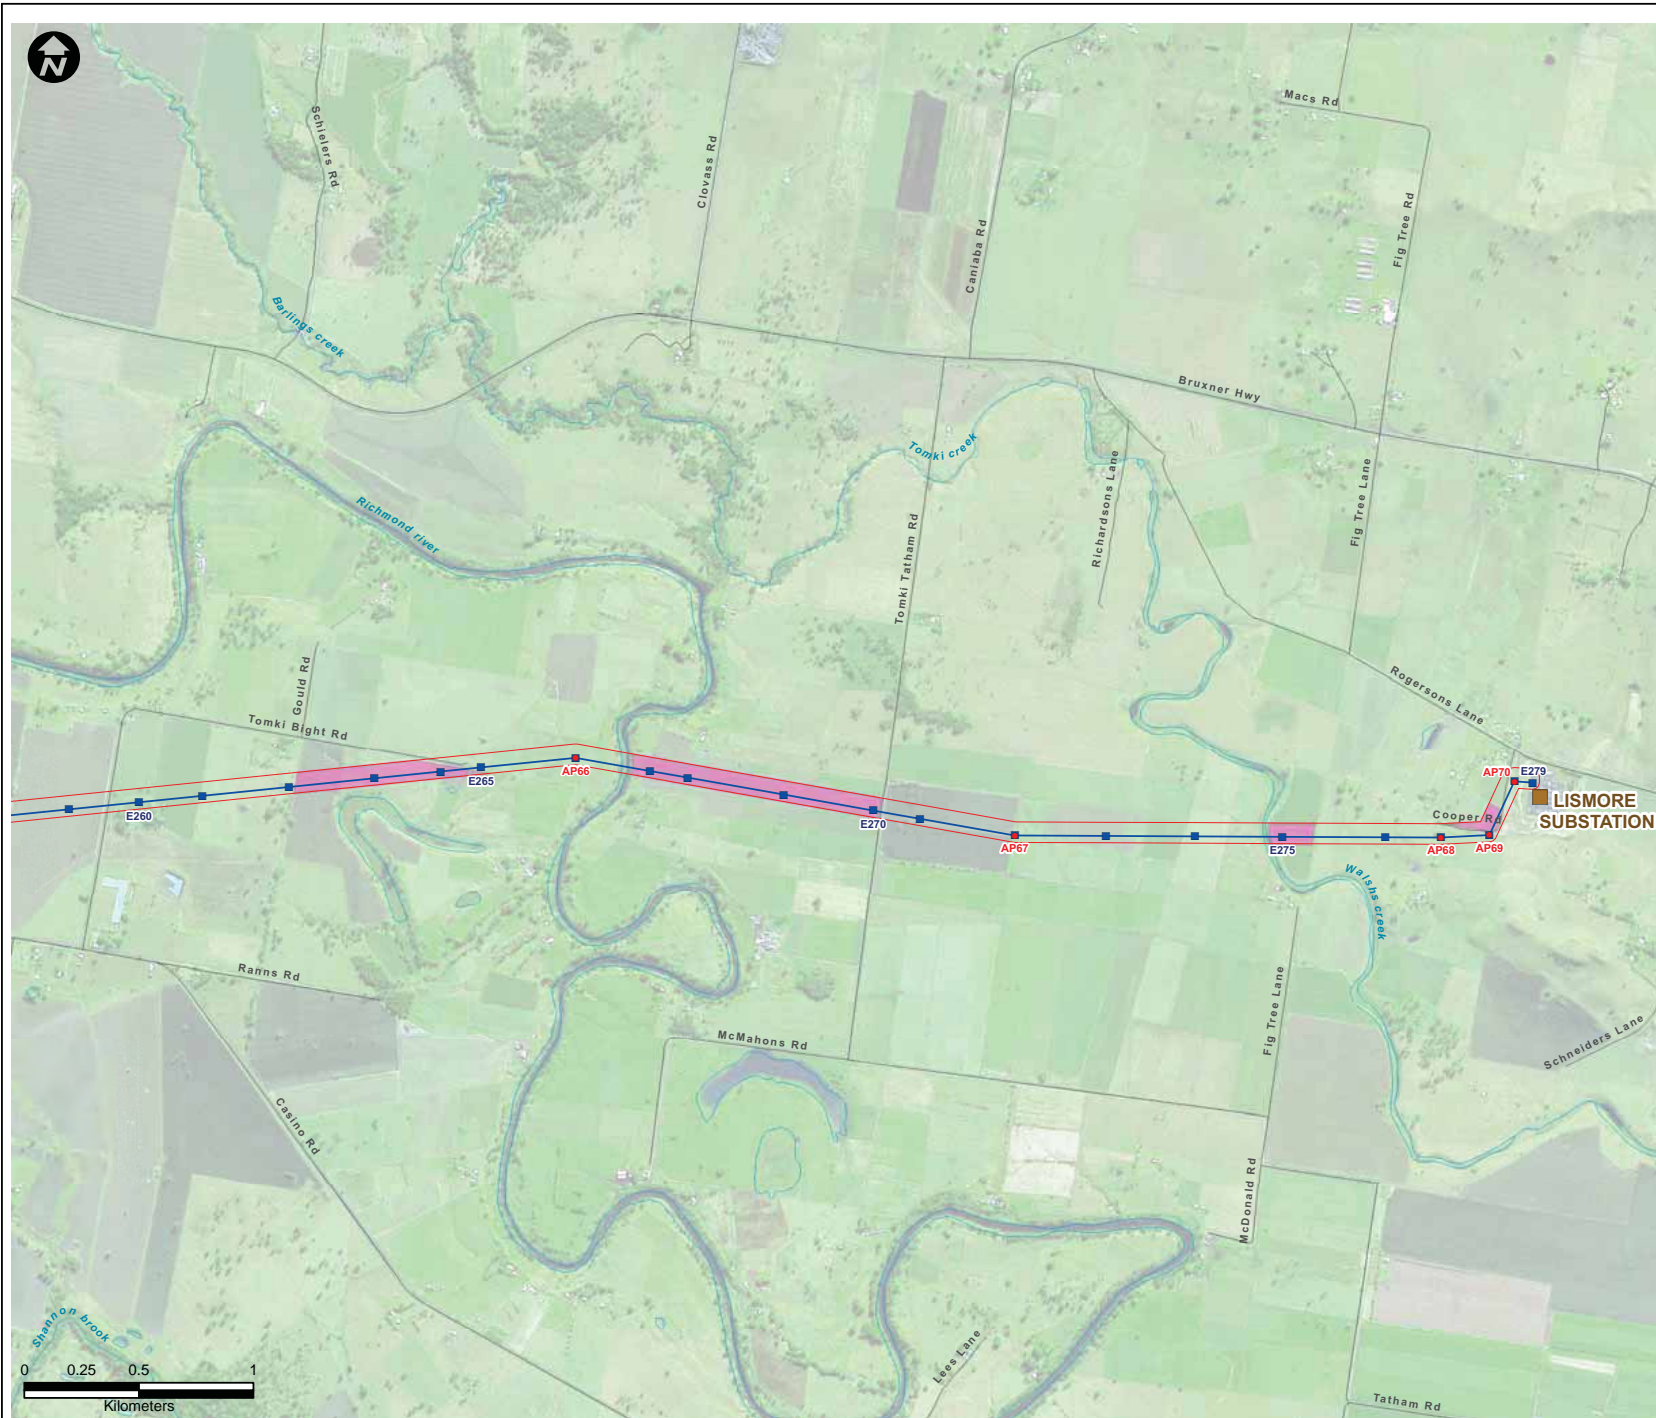 N
Macs Rd
Schielers Rd
Clovass Rd
Caniaba Rd
Fig Tree Rd
Barlings creek
Bruxner Hwy
Tomki creek
Richardsons Lane
Fig Tree Lane
Richmond river
Tomki Tatham Rd
Gould Rd
Rogersons Lane
Tomki Bight Rd
E265
AP66
AP70
E279
E260
E270
LISMORE
SUBSTATION
Cooper Rd
AP67
E275
AP68
AP69
Walshs creek
Ranns Rd
McMahons Rd
Fig Tree Lane
Schneiders Lane
Casino Rd
McDonald Rd
Shannon brook
Lees Lane
0 0.25 0.5 1
Kilometers
Tatham Rd